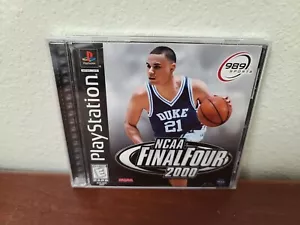 PlayStation
989
SPORTS
DUKE
21
NCAA
FINAL FOUR
2000
E